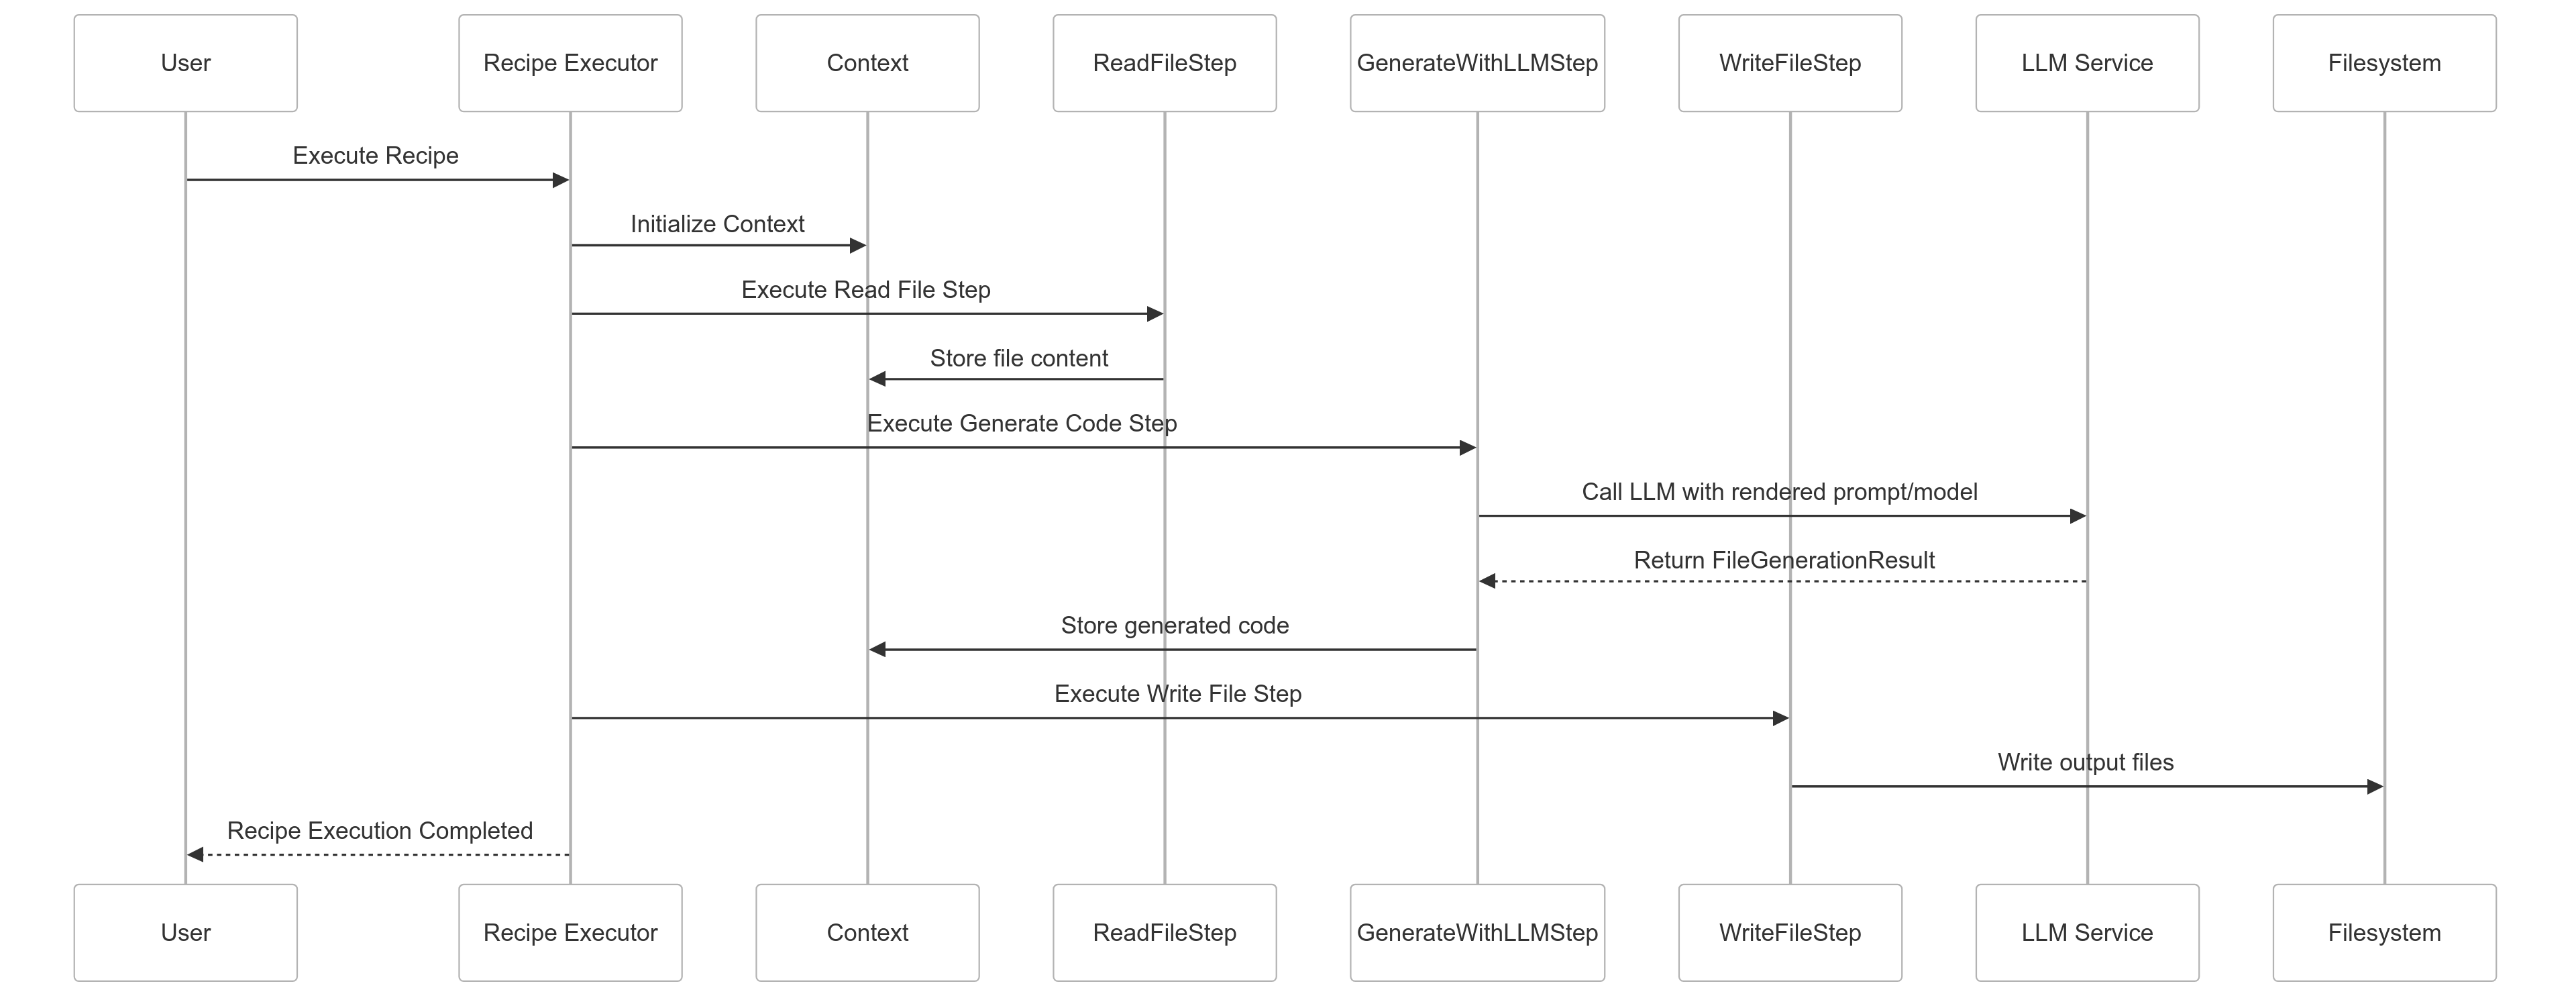 User
Recipe Executor
Context
ReadFileStep
GenerateWithLLMStep
WriteFileStep
LLM Service
Filesystem
Execute Recipe
Initialize Context
Execute Read File Step
Store file content
Execute Generate Code Step
Call LLM with rendered prompt/model
Return FileGenerationResult
Store generated code
Execute Write File Step
Write output files
Recipe Execution Completed
User
Recipe Executor
Context
ReadFileStep
GenerateWithLLMStep
WriteFileStep
LLM Service
Filesystem